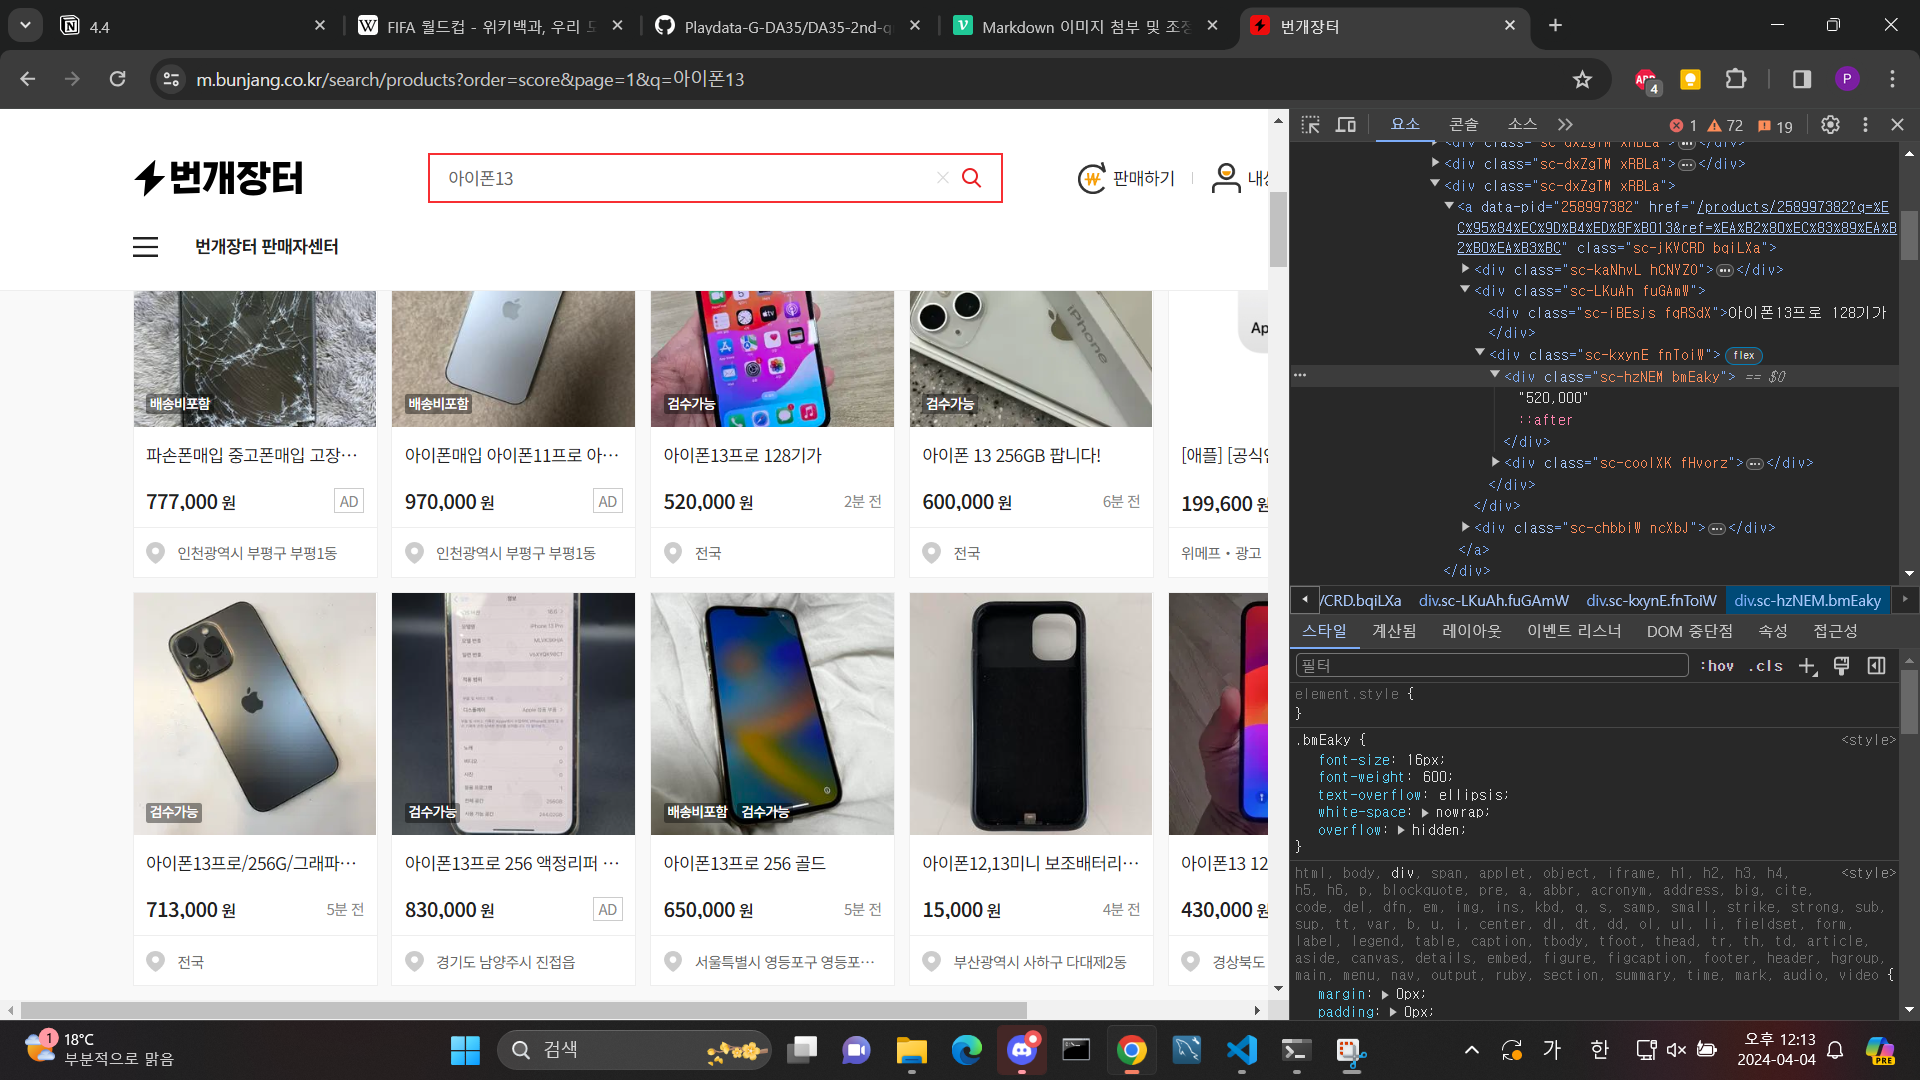 4.4
FIFA 월드컵 - 위키백과, 우리 모
Playdata-G-DA35/DA35-2nd-q
Markdown 이미지 첨부 및 조정
번개장터
m.bunjang.co.kr/search/products?order=score&page=1&q=아이폰13
ABP
4
P
번개장터
아이폰13
판매하기
내상
번개장터 판매자센터
배송비포함
배송비포함
검수가능
검수가능
iPhone
Ap
파손폰매입 중고폰매입 고장…
아이폰매입 아이폰11프로 아…
아이폰13프로 128기가
아이폰 13 256GB 팝니다!
[애플] [공식인
777,000 원
AD
970,000 원
AD
520,000 원
2분 전
600,000 원
6분 전
199,600 원
인천광역시 부평구 부평1동
인천광역시 부평구 부평1동
전국
전국
위메프・광고
검수가능
검수가능
배송비포함
검수가능
아이폰13프로/256G/그래파…
아이폰13프로 256 액정리퍼 …
아이폰13프로 256 골드
아이폰12,13미니 보조배터리…
아이폰13 12
713,000 원
5분 전
830,000 원
AD
650,000 원
5분 전
15,000 원
4분 전
430,000 원
전국
경기도 남양주시 진접읍
서울특별시 영등포구 영등포…
부산광역시 사하구 다대제2동
경상북도
요소
콘솔
소스
1
72
19
<div class="sc-dxZgTM xRBLa">…</div>
<div class="sc-dxZgTM xRBLa">…</div>
<div class="sc-dxZgTM xRBLa">
<a data-pid="258997382" href="/products/258997382?q=%E
C%95%84%EC%9D%B4%ED%8F%B013&ref=%EA%B2%80%EC%83%89%EA%B
2%B0%EA%B3%BC" class="sc-jKVCRD bqiLXa">
<div class="sc-kaNhvL hCNYZO">…</div>
<div class="sc-LKuAh fuGAmW">
<div class="sc-iBEsjs fqRSdX">아이폰13프로 128기가
</div>
<div class="sc-kxynE fnToiW">
flex
<div class="sc-hzNEM bmEaky"> == $0
"520,000"
::after
</div>
<div class="sc-coolXK fHvorz">…</div>
</div>
</div>
<div class="sc-chbbiW ncXbJ">…</div>
</a>
</div>
/CRD.bqiLXa
div.sc-LKuAh.fuGAmW
div.sc-kxynE.fnToiW
div.sc-hzNEM.bmEaky
스타일
계산됨
레이아웃
이벤트 리스너
DOM 중단점
속성
접근성
필터
:hov
.cls
element.style {
}
.bmEaky {
<style>
font-size: 16px;
font-weight: 600;
text-overflow: ellipsis;
white-space: nowrap;
overflow: hidden;
}
html, body, div, span, applet, object, iframe, h1, h2, h3, h4,
<style>
h5, h6, p, blockquote, pre, a, abbr, acronym, address, big, cite,
code, del, dfn, em, img, ins, kbd, q, s, samp, small, strike, strong, sub,
sup, tt, var, b, u, i, center, dl, dt, dd, ol, ul, li, fieldset, form,
label, legend, table, caption, tbody, tfoot, thead, tr, th, td, article,
aside, canvas, details, embed, figure, figcaption, footer, header, hgroup,
main, menu, nav, output, ruby, section, summary, time, mark, audio, video {
margin: 0px;
padding: 0px;
1
18°C
부분적으로 맑음
검색
가
한
오후 12:13
2024-04-04
PRE